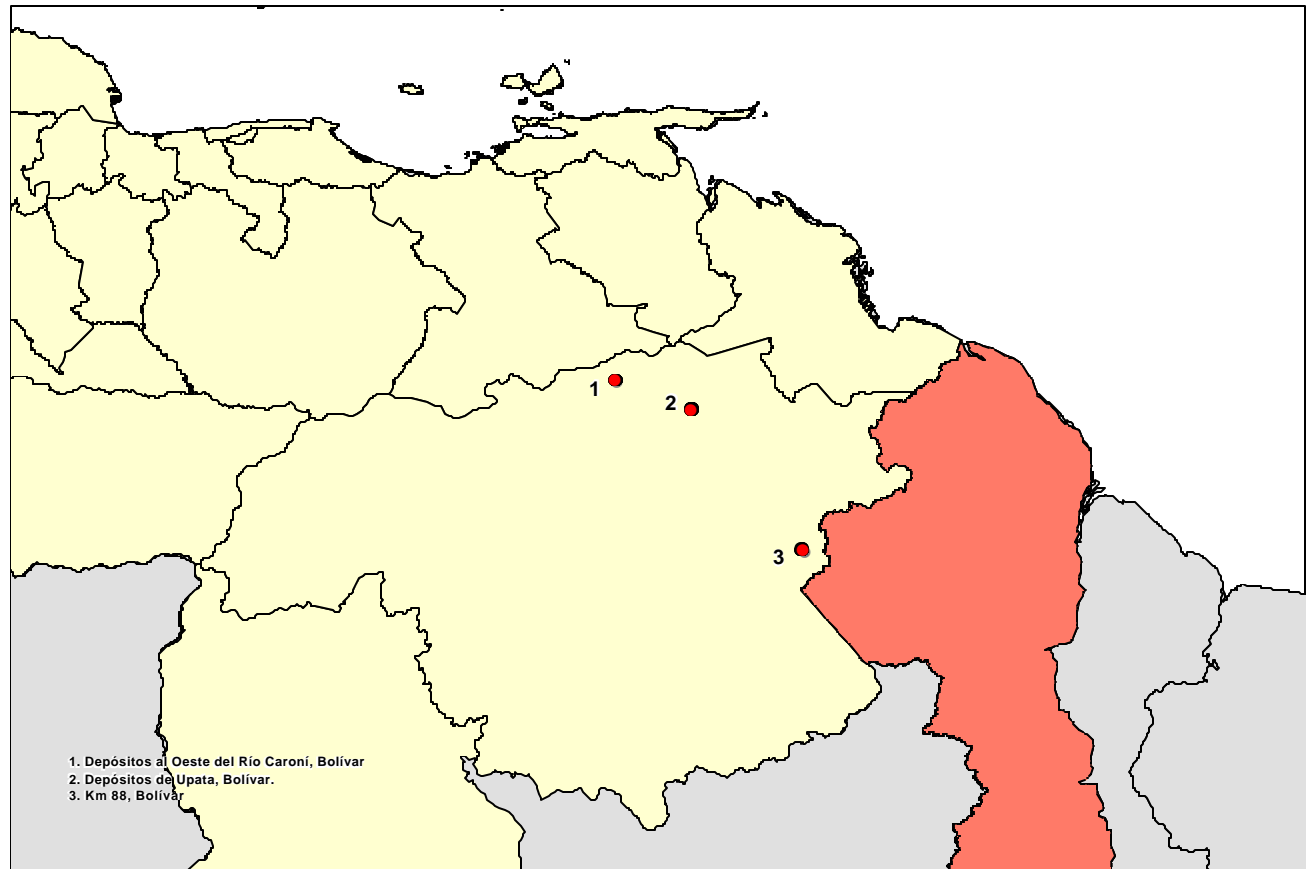 1
2
3
1. Depósitos al Oeste del Río Caroní, Bolívar
2. Depósitos de Upata, Bolívar.
3. Km 88, Bolívar